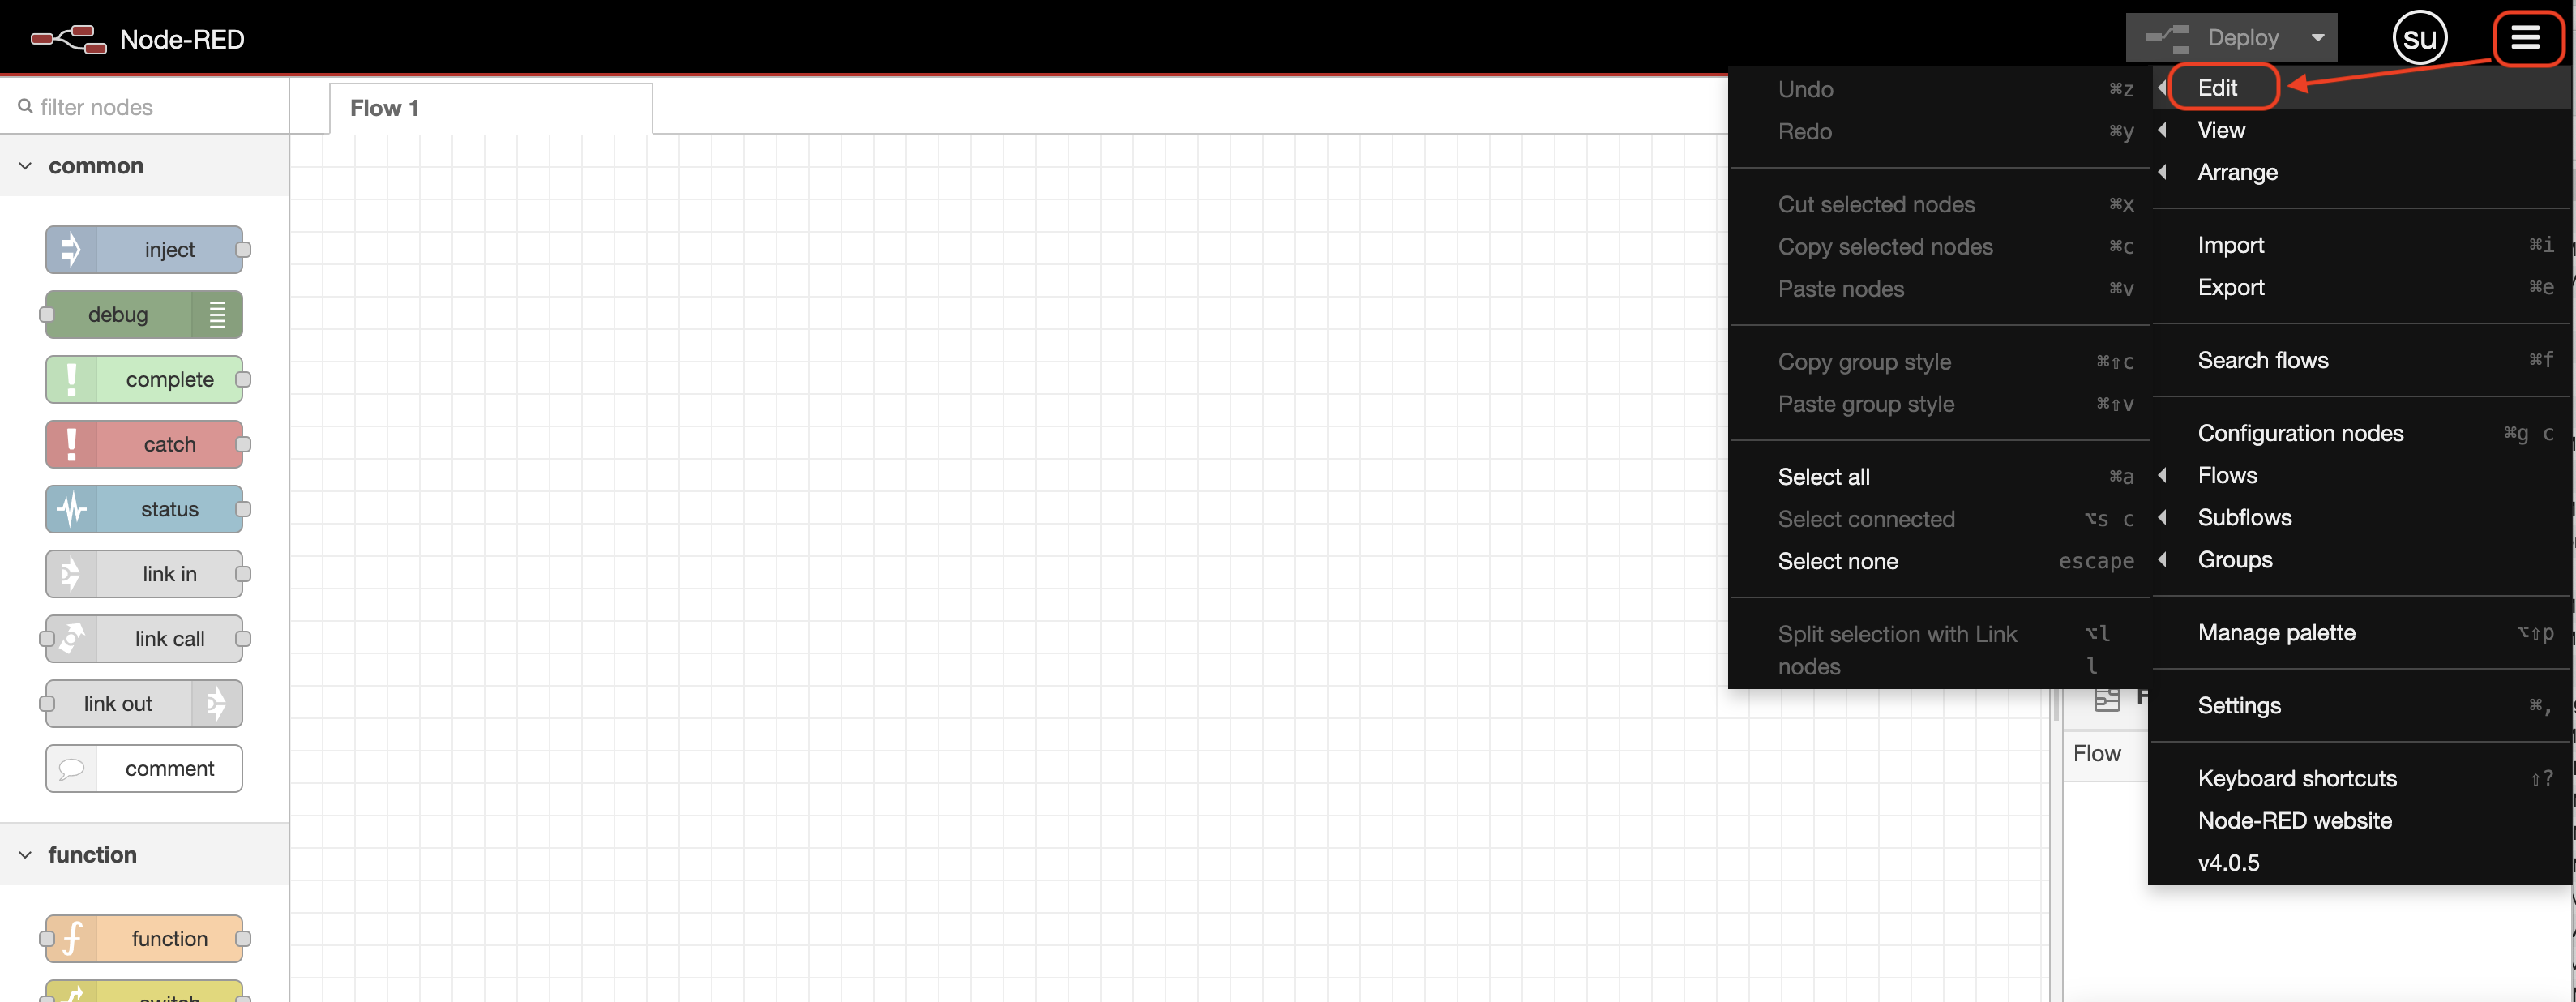 Node-RED
Deploy
su
filter nodes
Flow 1
common
inject
debug
complete
catch
status
link in
link call
link out
comment
function
function
switch
Undo ⌘z
Redo ⌘y
Cut selected nodes ⌘x
Copy selected nodes ⌘c
Paste nodes ⌘v
Copy group style ⌘⇧c
Paste group style ⌘⇧v
Select all ⌘a
Select connected ⌥s c
Select none escape
Split selection with Link ⌥l
nodes l
Edit
View
Arrange
Import ⌘i
Export ⌘e
Search flows ⌘f
Configuration nodes ⌘g c
Flows
Subflows
Groups
Manage palette ⌥⇧p
Settings ⌘,
Keyboard shortcuts ⇧?
Node-RED website
v4.0.5
Flow